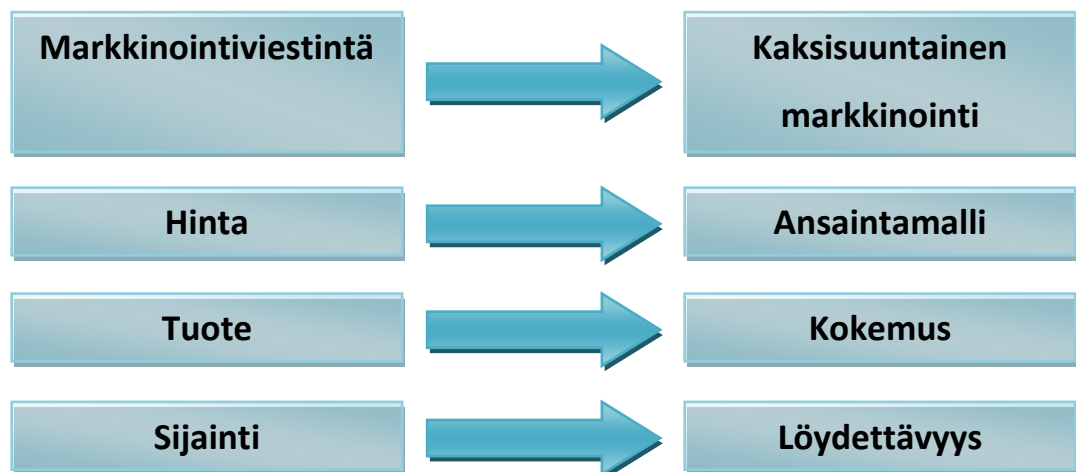 Markkinointiviestintä
Kaksisuuntainen
markkinointi
Hinta
Ansaintamalli
Tuote
Kokemus
Sijainti
Löydettävyys